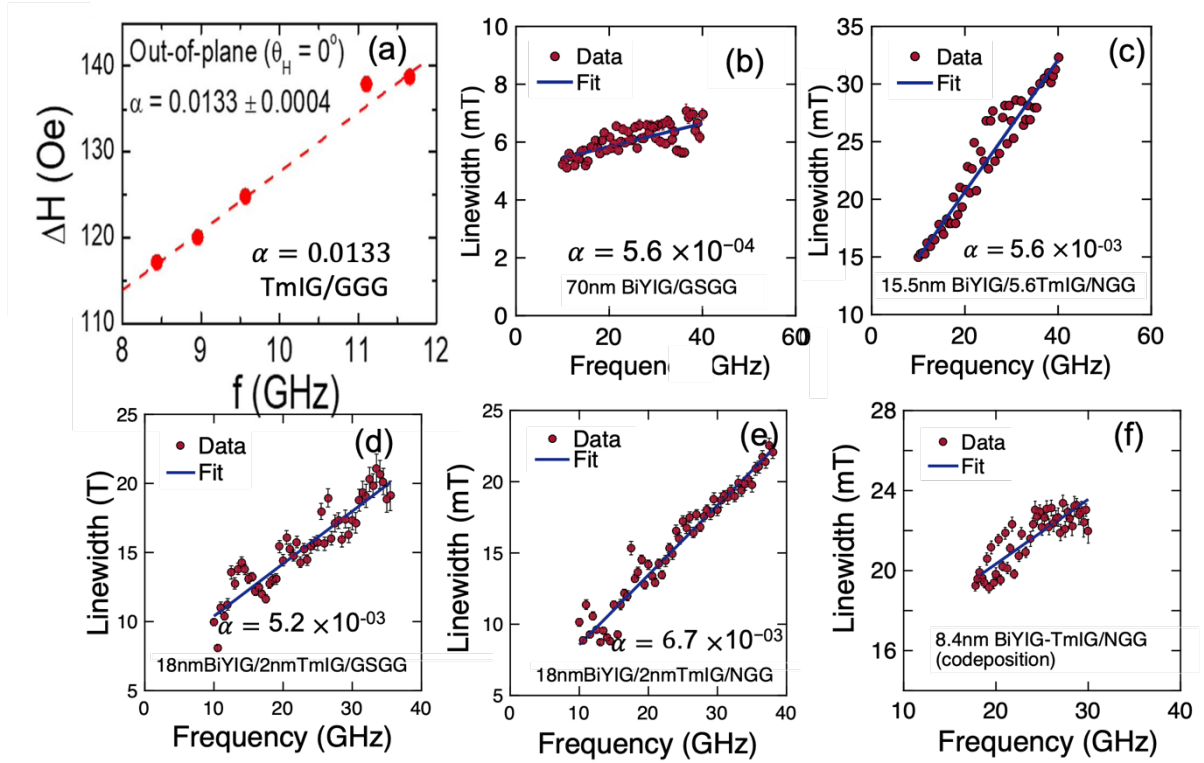 (a)
Out-of-plane (θH = 0°)
α = 0.0133 ± 0.0004
ΔH (Oe)
140
130
120
110
α = 0.0133
TmIG/GGG
8
9
10
11
12
f (GHz)
(b)
Data
Fit
Linewidth (mT)
10
8
6
4
2
0
α = 5.6 ×10⁻⁰⁴
70nm BiYIG/GSGG
0
20
40
60
GHz)
(c)
Data
Fit
Linewidth (mT)
35
30
25
20
15
10
α = 5.6 ×10⁻⁰³
15.5nm BiYIG/5.6TmIG/NGG
0
20
40
60
Frequency (GHz)
(d)
Data
Fit
Linewidth (T)
25
20
15
10
5
α = 5.2 ×10⁻⁰³
18nmBiYIG/2nmTmIG/GSGG
0
10
20
30
40
Frequency (GHz)
(e)
Data
Fit
Linewidth (mT)
25
20
15
10
5
α = 6.7 ×10⁻⁰³
18nmBiYIG/2nmTmIG/NGG
0
10
20
30
40
Frequency (GHz)
(f)
Data
Fit
Linewidth (mT)
28
24
20
16
8.4nm BiYIG-TmIG/NGG
(codeposition)
10
20
30
40
Frequency (GHz)